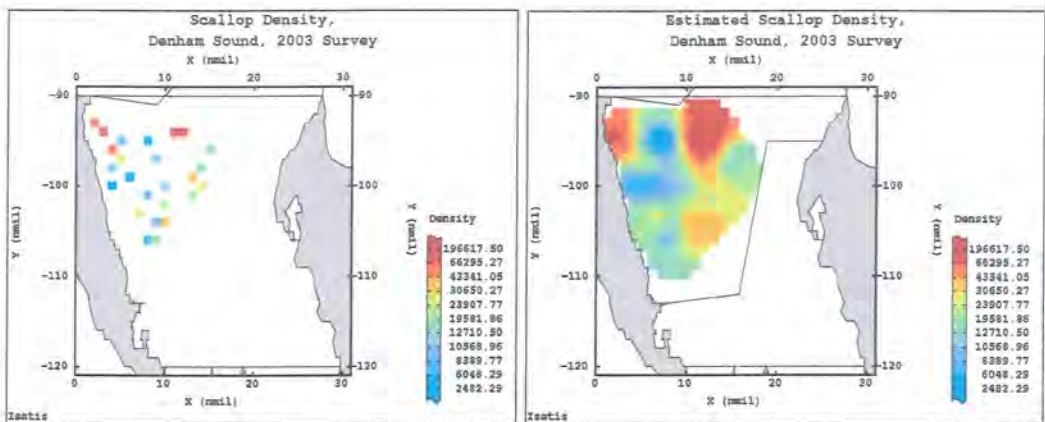 Scallop Density,
Denham Sound, 2003 Survey
X (nmil)
0 10 20 30
-90 -90
-100 -100
-110 -110
-120 -120
Y (nmil)
Y (nmil)
0 10 20 30
X (nmil)
Density
196617.50
66295.27
43341.05
30650.27
23907.77
19581.86
12710.50
10568.96
8389.77
6048.29
2482.29
Isatis
Estimated Scallop Density,
Denham Sound, 2003 Survey
X (nmil)
0 10 20 30
-90 -90
-100 -100
-110 -110
-120 -120
Y (nmil)
Y (nmil)
0 10 20 30
X (nmil)
Density
196617.50
66295.27
43341.05
30650.27
23907.77
19581.86
12710.50
10568.96
8389.77
6048.29
2482.29
Isatis